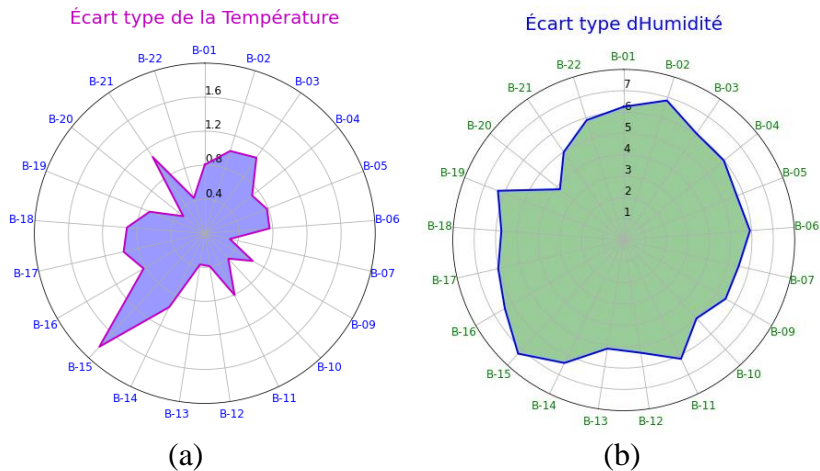 Écart type de la Température
B-01
B-02
B-03
B-04
B-05
B-06
B-07
B-09
B-10
B-11
B-12
B-13
B-14
B-15
B-16
B-17
B-18
B-19
B-20
B-21
B-22
1.6
1.2
0.8
0.4
(a)
Écart type dHumidité
B-01
B-02
B-03
B-04
B-05
B-06
B-07
B-09
B-10
B-11
B-12
B-13
B-14
B-15
B-16
B-17
B-18
B-19
B-20
B-21
B-22
7
6
5
4
3
2
1
(b)